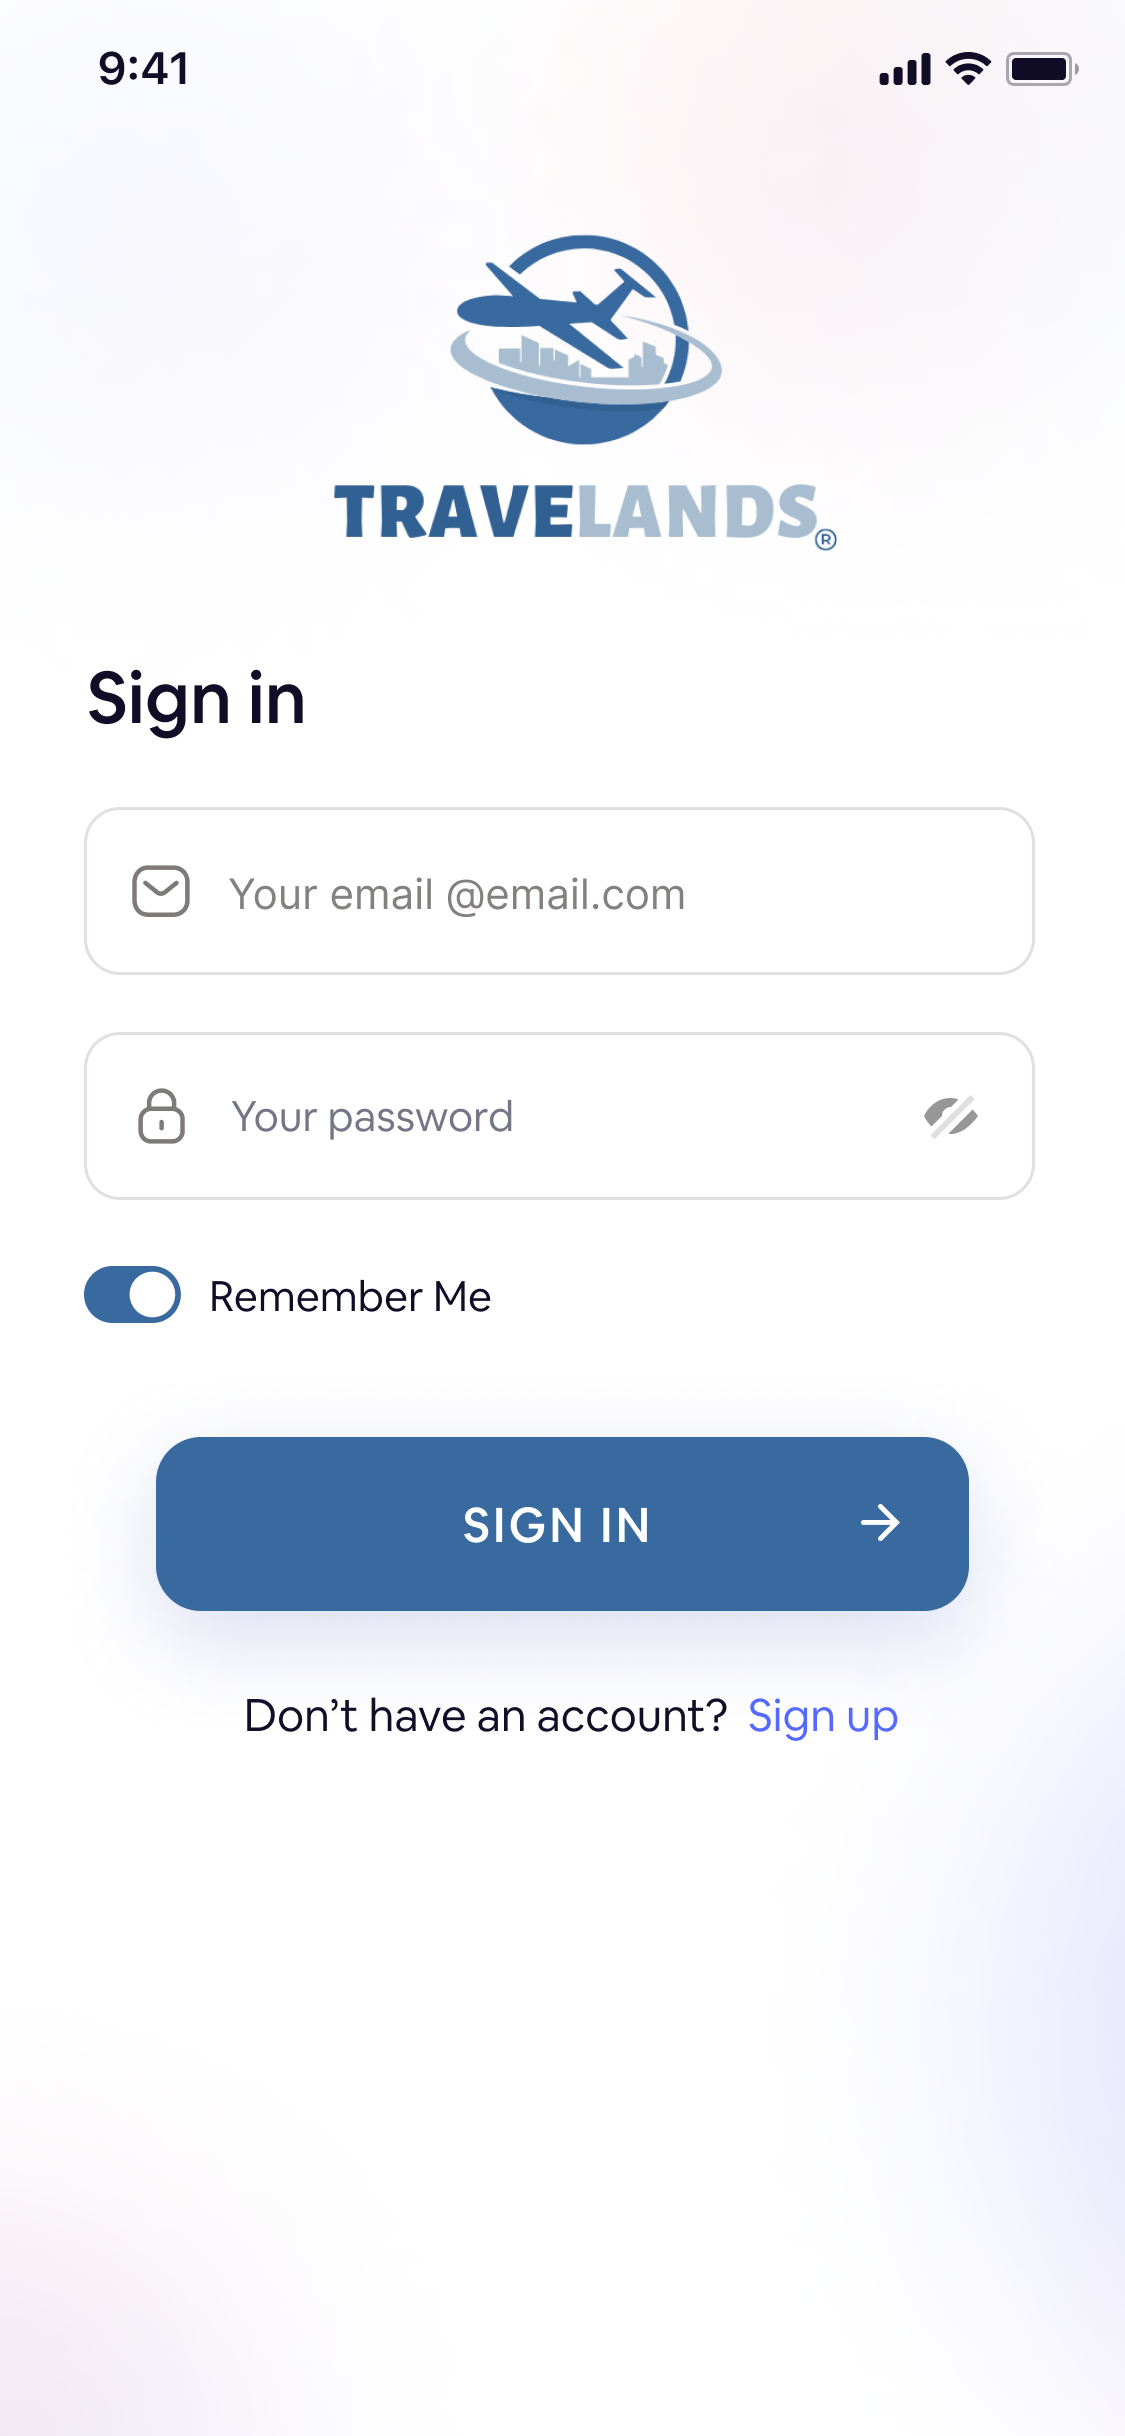 9:41
TRAVELANDS
®
Sign in
Your email @email.com
Your password
Remember Me
SIGN IN
Don’t have an account? Sign up